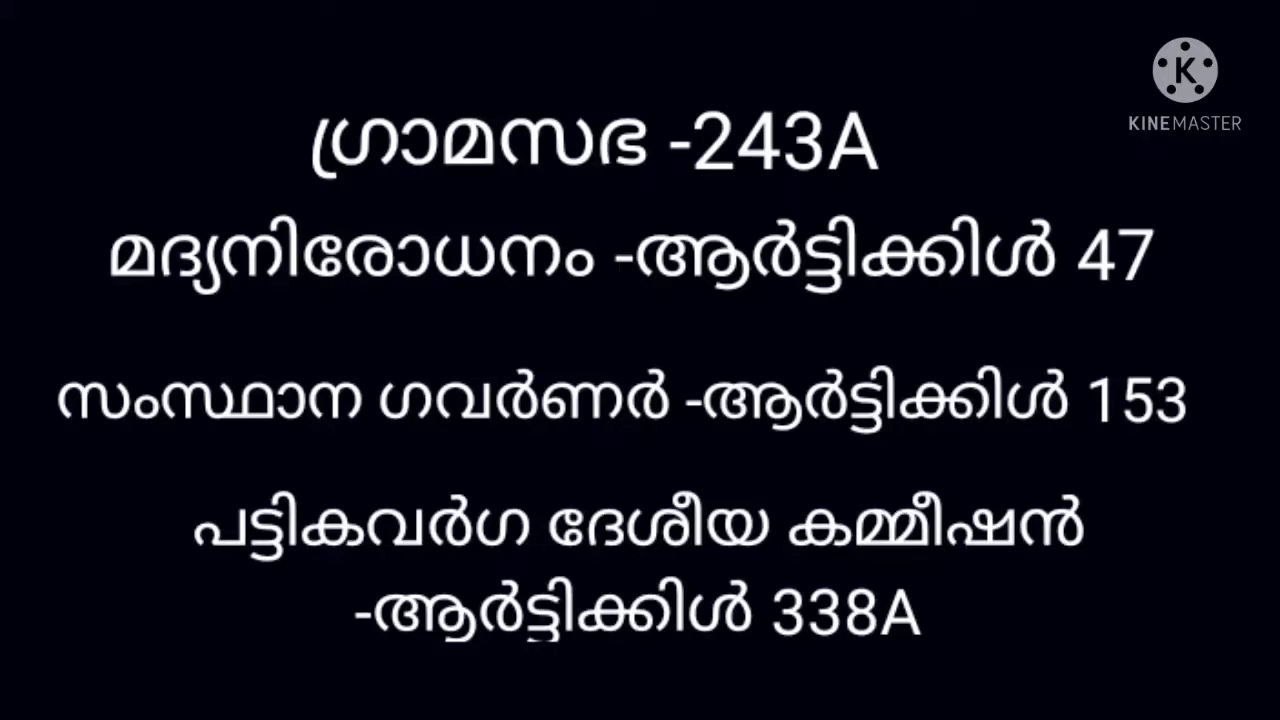 K
KINEMASTER
ഗ്രാമസഭ -243A
മദ്യനിരോധനം -ആർട്ടിക്കിൾ 47
സംസ്ഥാന ഗവർണർ -ആർട്ടിക്കിൾ 153
പട്ടികവർഗ ദേശീയ കമ്മീഷൻ
-ആർട്ടിക്കിൾ 338A